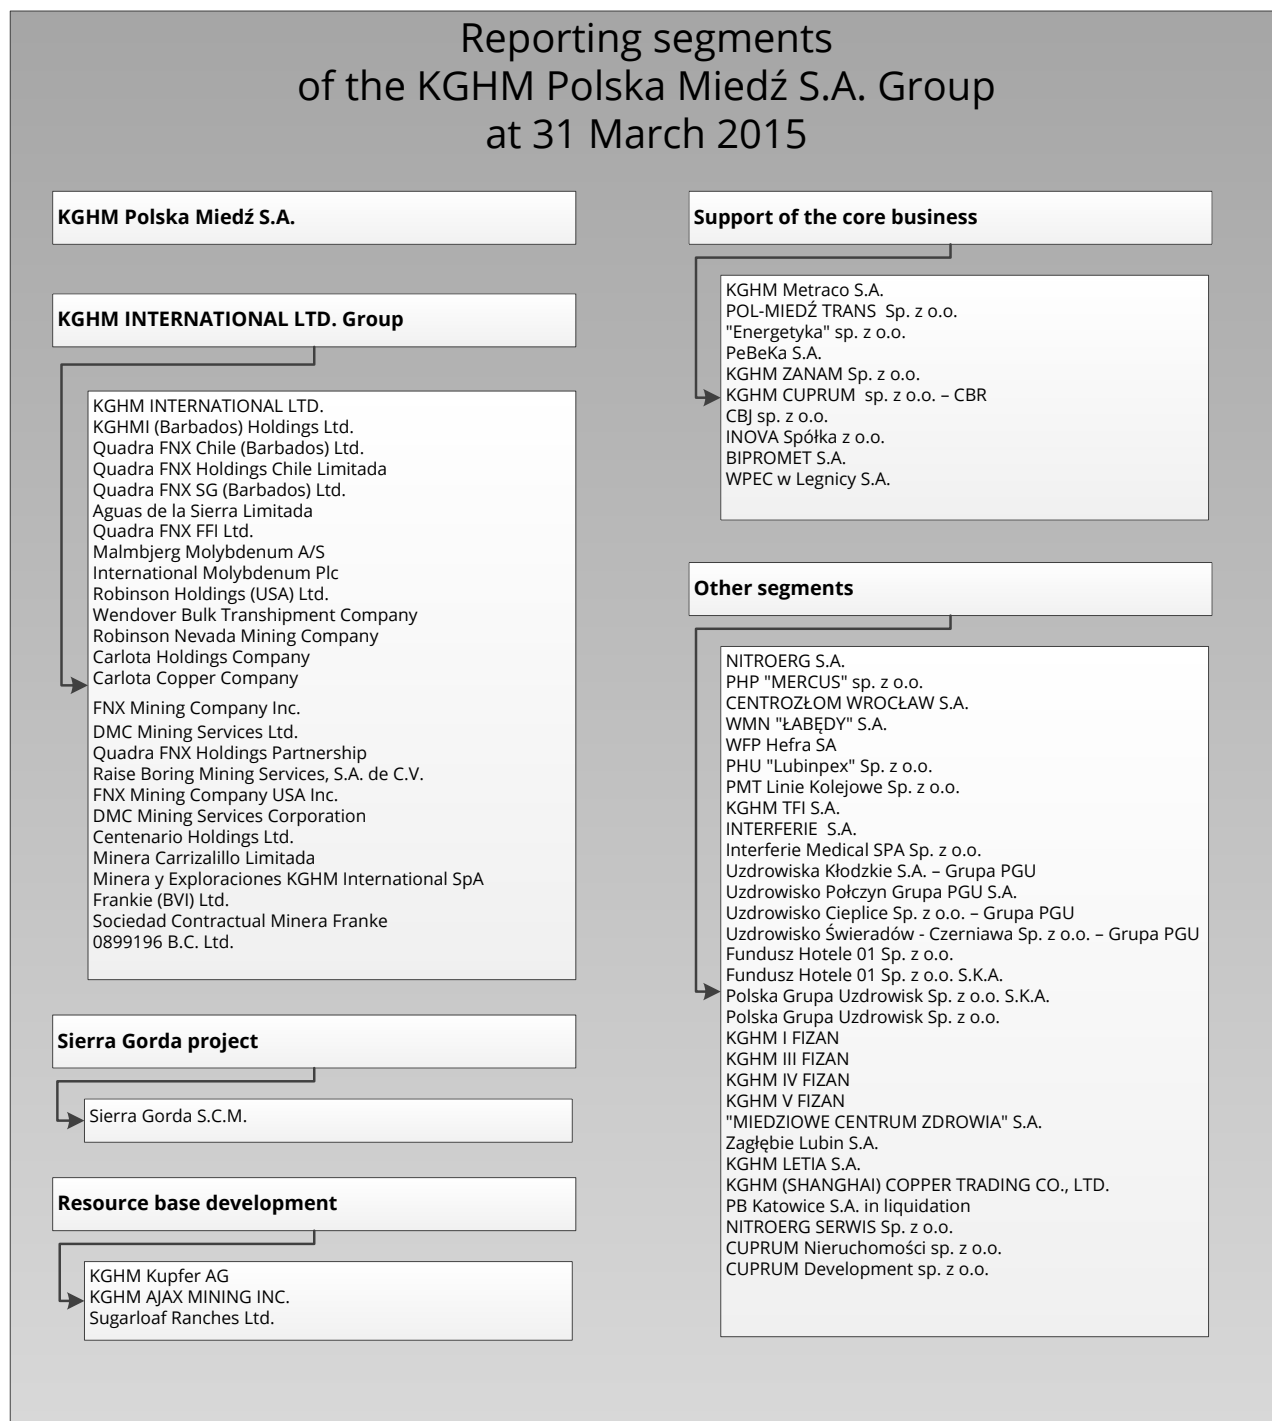 Reporting segments
of the KGHM Polska Miedź S.A. Group
at 31 March 2015
KGHM Polska Miedź S.A.
KGHM INTERNATIONAL LTD. Group
KGHM INTERNATIONAL LTD.
KGHMI (Barbados) Holdings Ltd.
Quadra FNX Chile (Barbados) Ltd.
Quadra FNX Holdings Chile Limitada
Quadra FNX SG (Barbados) Ltd.
Aguas de la Sierra Limitada
Quadra FNX FFI Ltd.
Malmbjerg Molybdenum A/S
International Molybdenum Plc
Robinson Holdings (USA) Ltd.
Wendover Bulk Transhipment Company
Robinson Nevada Mining Company
Carlota Holdings Company
Carlota Copper Company
FNX Mining Company Inc.
DMC Mining Services Ltd.
Quadra FNX Holdings Partnership
Raise Boring Mining Services, S.A. de C.V.
FNX Mining Company USA Inc.
DMC Mining Services Corporation
Centenario Holdings Ltd.
Minera Carrizalillo Limitada
Minera y Exploraciones KGHM International SpA
Frankie (BVI) Ltd.
Sociedad Contractual Minera Franke
0899196 B.C. Ltd.
Sierra Gorda project
Sierra Gorda S.C.M.
Resource base development
KGHM Kupfer AG
KGHM AJAX MINING INC.
Sugarloaf Ranches Ltd.
Support of the core business
KGHM Metraco S.A.
POL-MIEDŹ TRANS  Sp. z o.o.
"Energetyka" sp. z o.o.
PeBeKa S.A.
KGHM ZANAM Sp. z o.o.
KGHM CUPRUM  sp. z o.o. – CBR
CBJ sp. z o.o.
INOVA Spółka z o.o.
BIPROMET S.A.
WPEC w Legnicy S.A.
Other segments
NITROERG S.A.
PHP "MERCUS" sp. z o.o.
CENTROZŁOM WROCŁAW S.A.
WMN "ŁABĘDY" S.A.
WFP Hefra SA
PHU "Lubinpex" Sp. z o.o.
PMT Linie Kolejowe Sp. z o.o.
KGHM TFI S.A.
INTERFERIE  S.A.
Interferie Medical SPA Sp. z o.o.
Uzdrowiska Kłodzkie S.A. – Grupa PGU
Uzdrowisko Połczyn Grupa PGU S.A.
Uzdrowisko Cieplice Sp. z o.o. – Grupa PGU
Uzdrowisko Świeradów - Czerniawa Sp. z o.o. – Grupa PGU
Fundusz Hotele 01 Sp. z o.o.
Fundusz Hotele 01 Sp. z o.o. S.K.A.
Polska Grupa Uzdrowisk Sp. z o.o. S.K.A.
Polska Grupa Uzdrowisk Sp. z o.o.
KGHM I FIZAN
KGHM III FIZAN
KGHM IV FIZAN
KGHM V FIZAN
"MIEDZIOWE CENTRUM ZDROWIA" S.A.
Zagłębie Lubin S.A.
KGHM LETIA S.A.
KGHM (SHANGHAI) COPPER TRADING CO., LTD.
PB Katowice S.A. in liquidation
NITROERG SERWIS Sp. z o.o.
CUPRUM Nieruchomości sp. z o.o.
CUPRUM Development sp. z o.o.